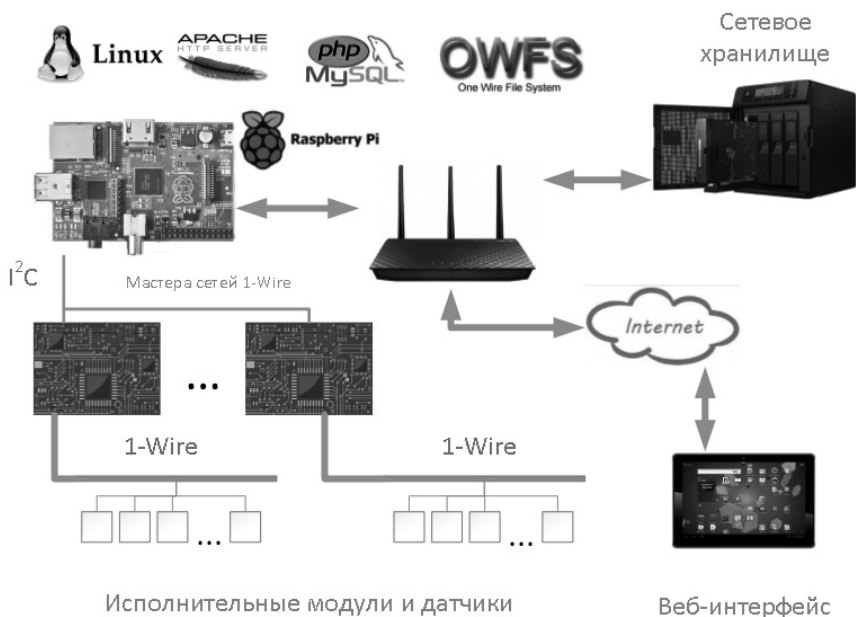 Linux
APACHE
HTTP SERVER
php
MySQL
OWFS
One Wire File System
Сетевое
хранилище
Raspberry Pi
I²C
Мастера сетей 1-Wire
Internet
...
1-Wire
1-Wire
...
...
Исполнительные модули и датчики
Веб-интерфейс